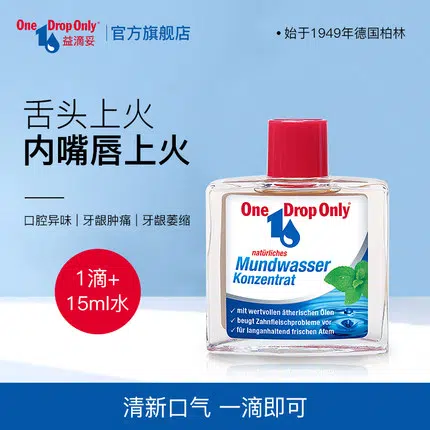 One Drop Only®
益滴妥
官方旗舰店
•始于1949年德国柏林
舌头上火
内嘴唇上火
口腔异味 | 牙龈肿痛 | 牙龈萎缩
1滴+
15ml水
One Drop Only®
natürliches
Mundwasser
Konzentrat
✓ mit wertvollen ätherischen Ölen
✓ beugt Zahnfleischproblemen vor
✓ für langanhaltend frischen Atem
清新口气 一滴即可